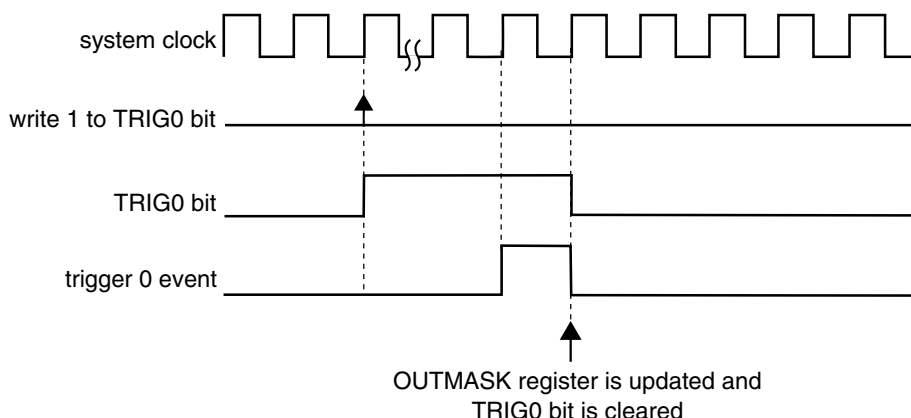 system clock
write 1 to TRIG0 bit
TRIG0 bit
trigger 0 event
OUTMASK register is updated and
TRIG0 bit is cleared